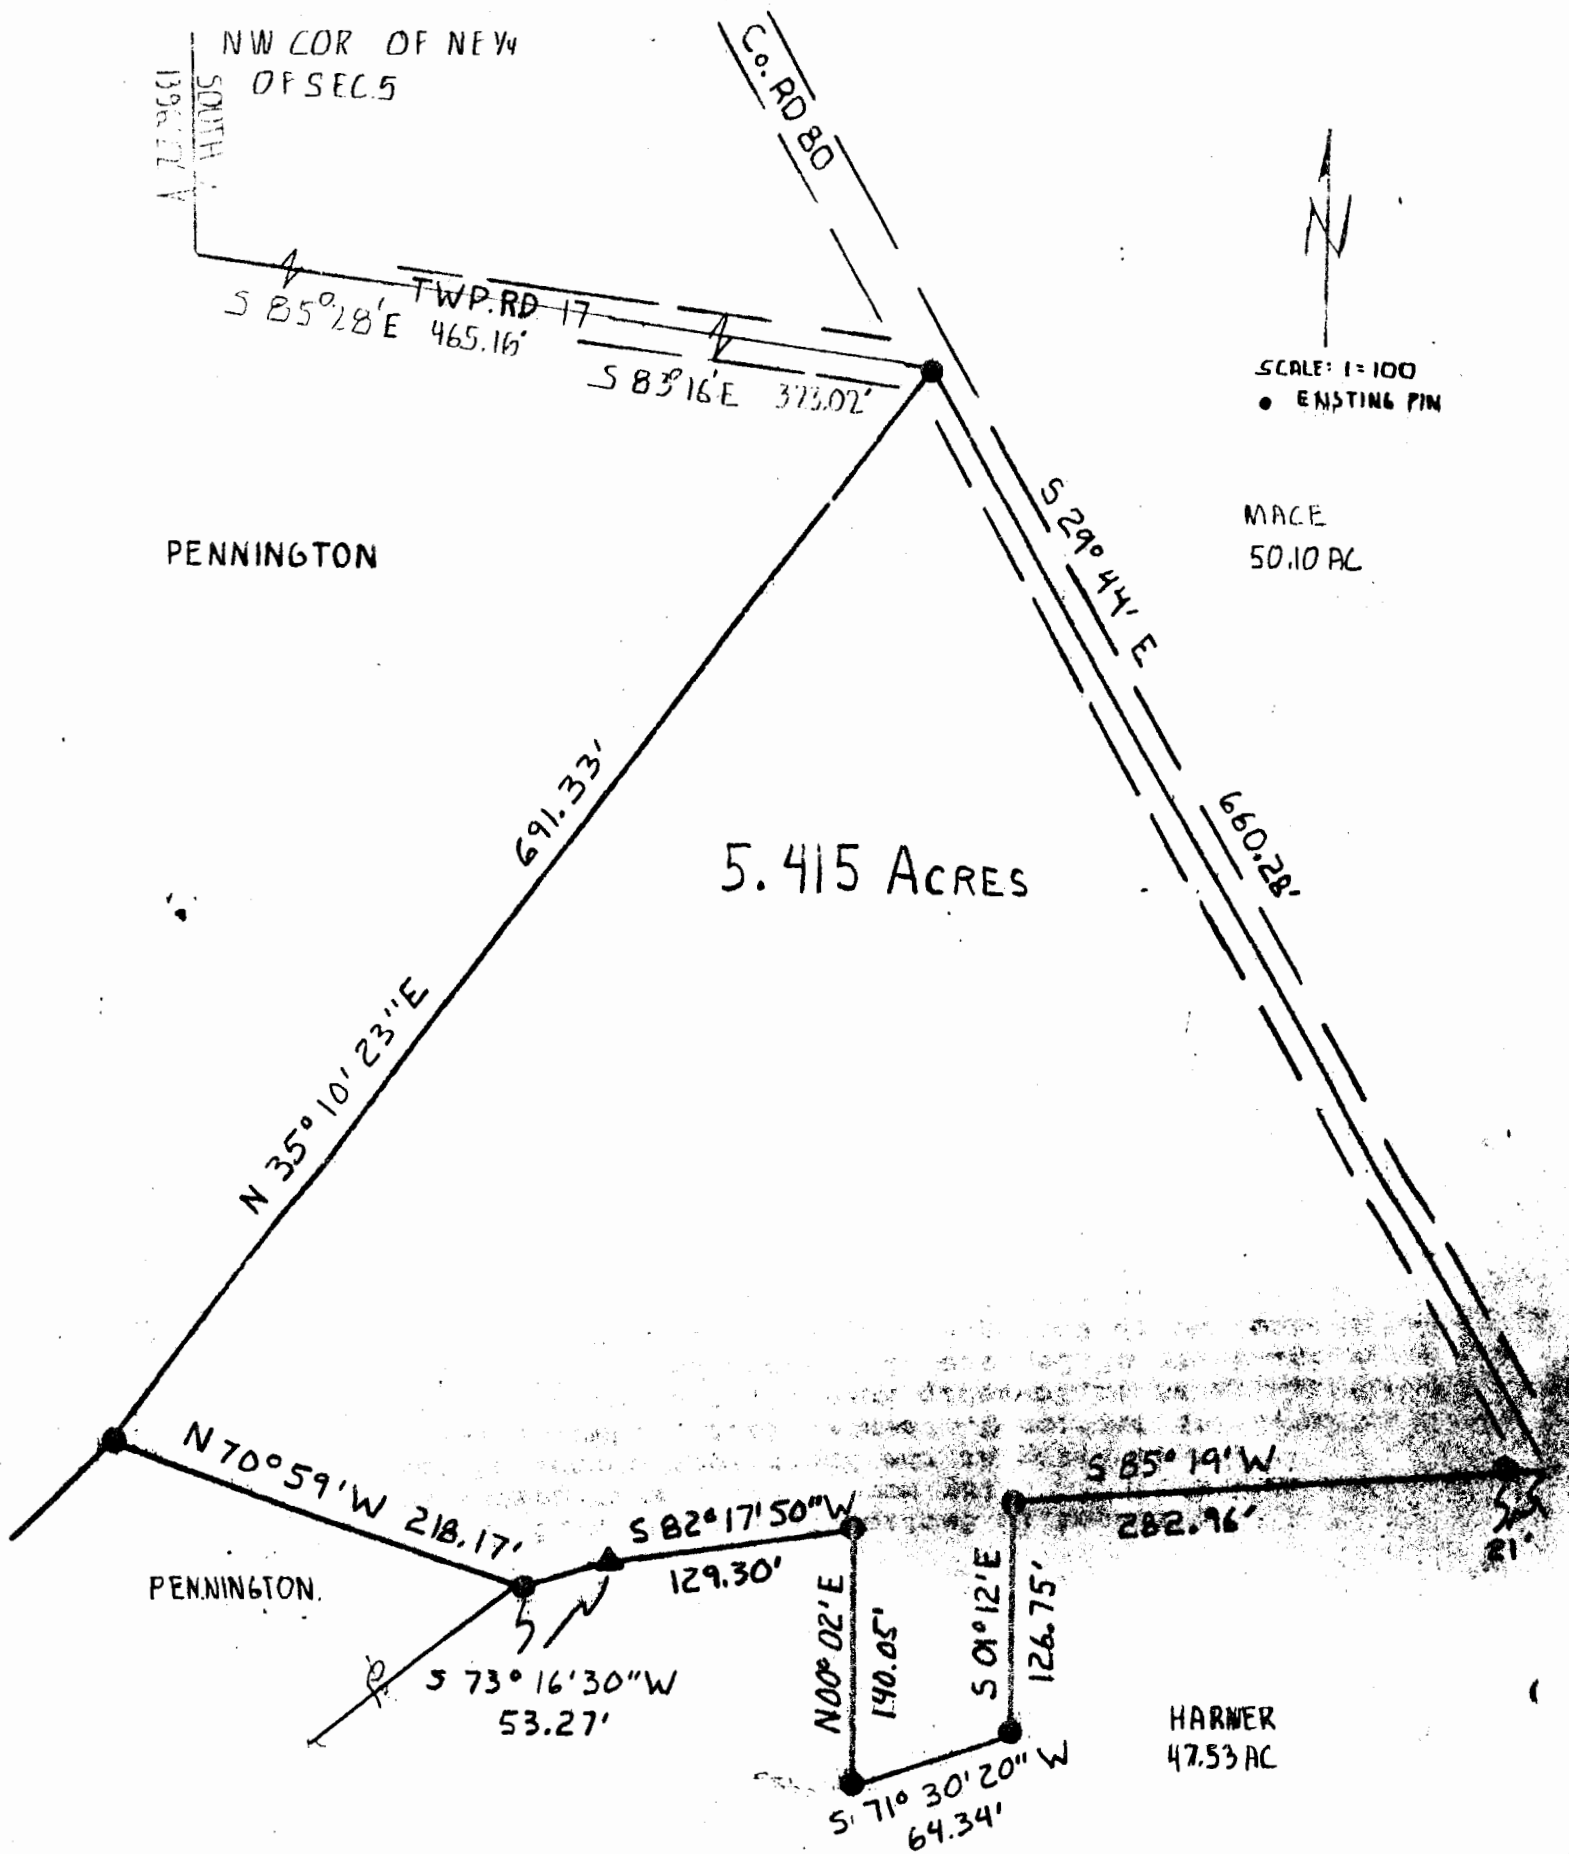 NW COR OF NE 1/4
OF SEC. 5
SOUTH
Co. RD 80
N
TWP. RD 17
S 85° 28' E 465.16'
S 83° 16' E 373.02'
SCALE: 1=100
● EXISTING PIN
S 29° 44' E
660.28'
MACE
50.10 AC
PENNINGTON
691.33'
N 35° 10' 23" E
5.415 ACRES
N 70° 59' W 218.17'
S 82° 17' 50" W
129.30'
S 85° 19' W
282.96'
21'
PENNINGTON.
S 73° 16' 30" W
53.27'
N 00° 02' E
140.05'
S 01° 12' E
126.75'
S 71° 30' 20" W
64.34'
HARNER
47.53 AC